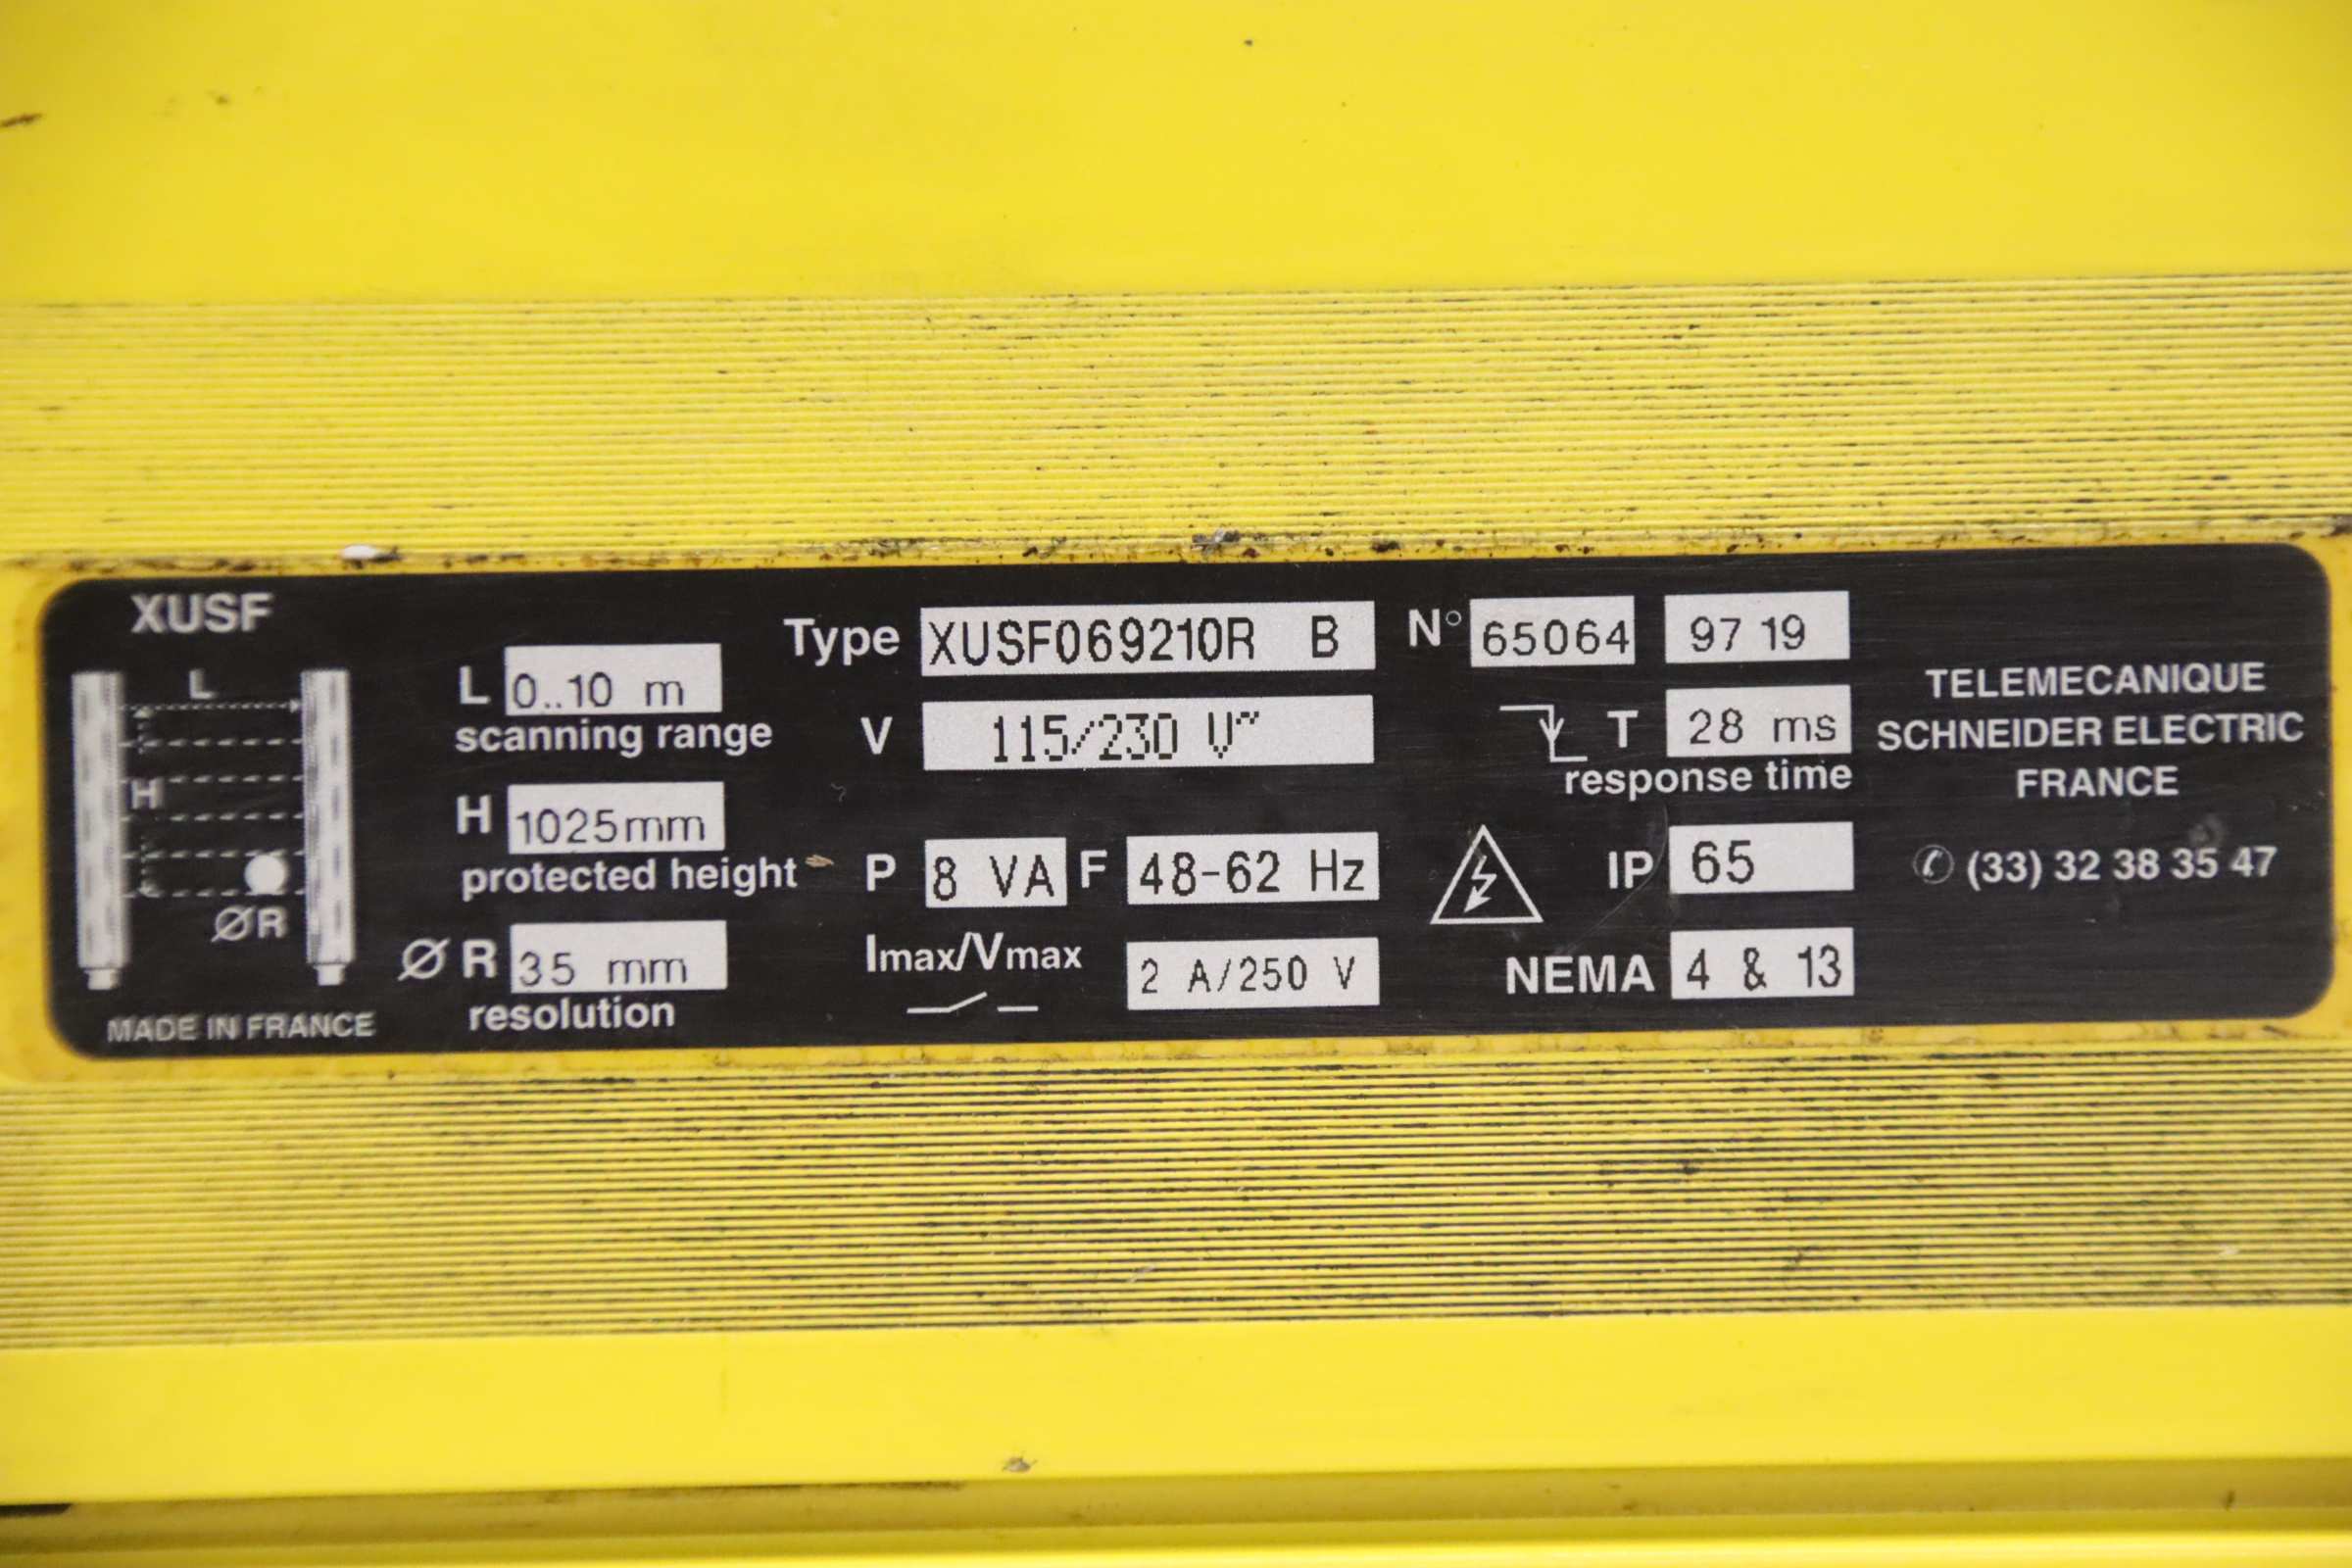 XUSF
L
H
ØR
MADE IN FRANCE
L 0..10 m
scanning range
H 1025mm
protected height
Ø R 35 mm
resolution
Type XUSF069210R B
V 115/230 V~
P 8 VA F 48-62 Hz
Imax/Vmax 2 A/250 V
N° 65064 97 19
T 28 ms
response time
IP 65
NEMA 4 & 13
TELEMECANIQUE
SCHNEIDER ELECTRIC
FRANCE
✆ (33) 32 38 35 47